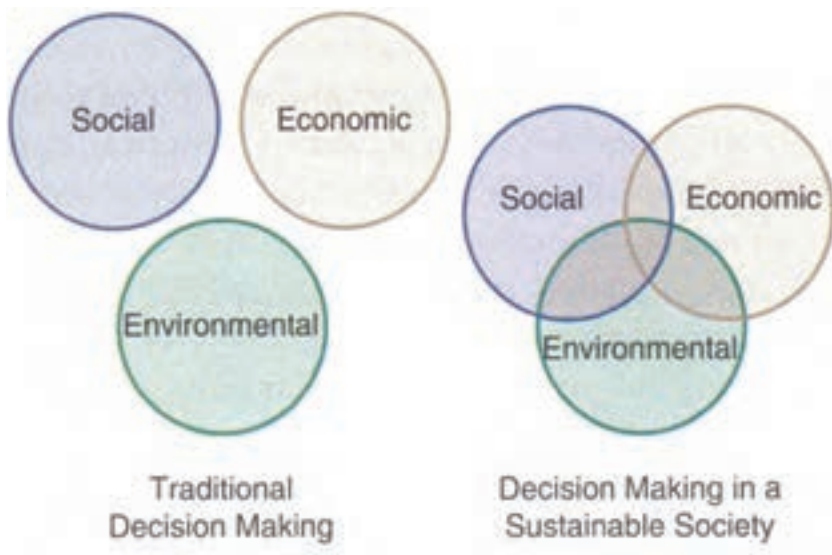 Social
Economic
Environmental
Traditional
Decision Making
Social
Economic
Environmental
Decision Making in a
Sustainable Society